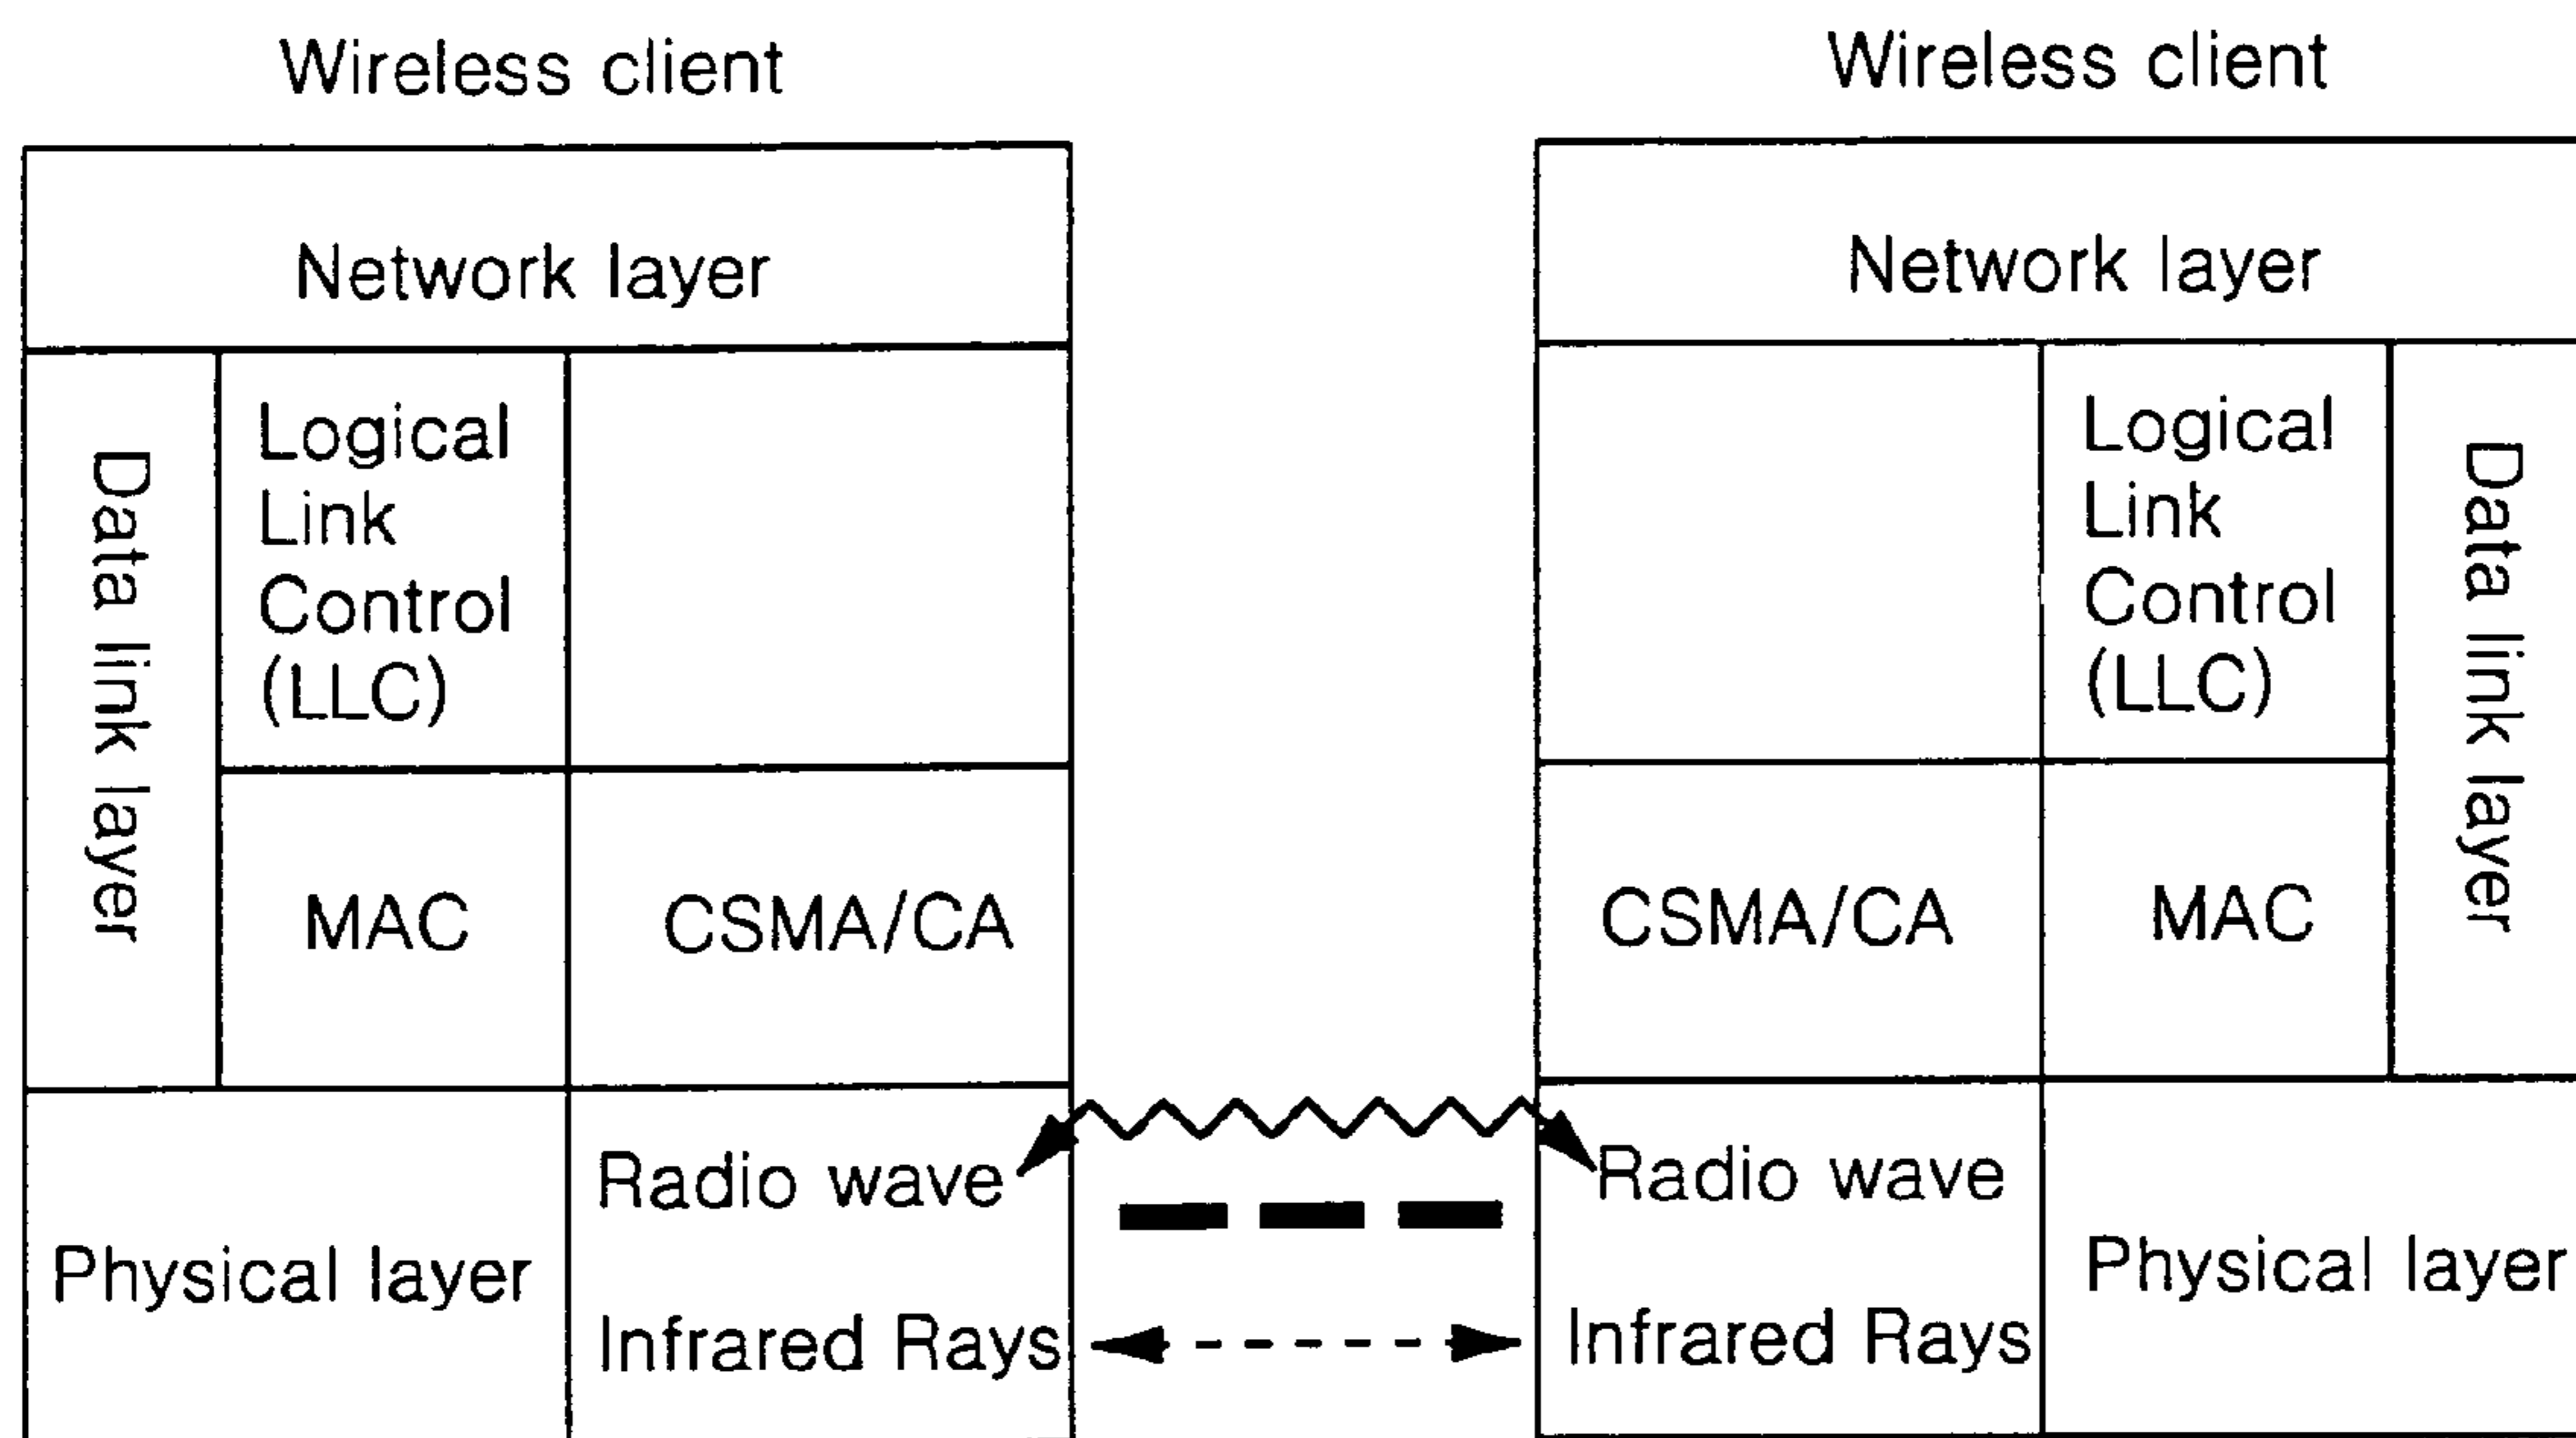 Wireless client
Network layer
Data link layer
Logical
Link
Control
(LLC)
MAC
CSMA/CA
Physical layer
Radio wave
Infrared Rays
Wireless client
Network layer
Logical
Link
Control
(LLC)
Data link layer
CSMA/CA
MAC
Radio wave
Infrared Rays
Physical layer